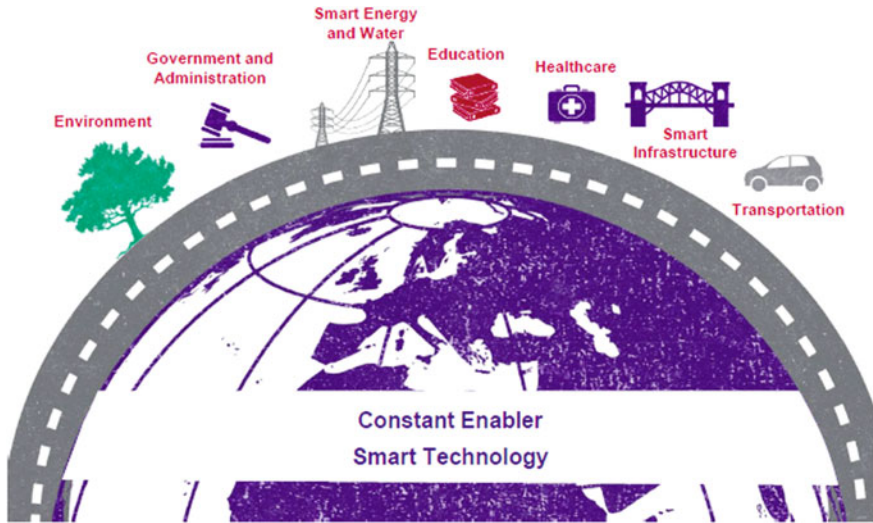 Smart Energy
and Water
Government and
Administration
Education
Healthcare
Environment
Smart
Infrastructure
Transportation
Constant Enabler
Smart Technology